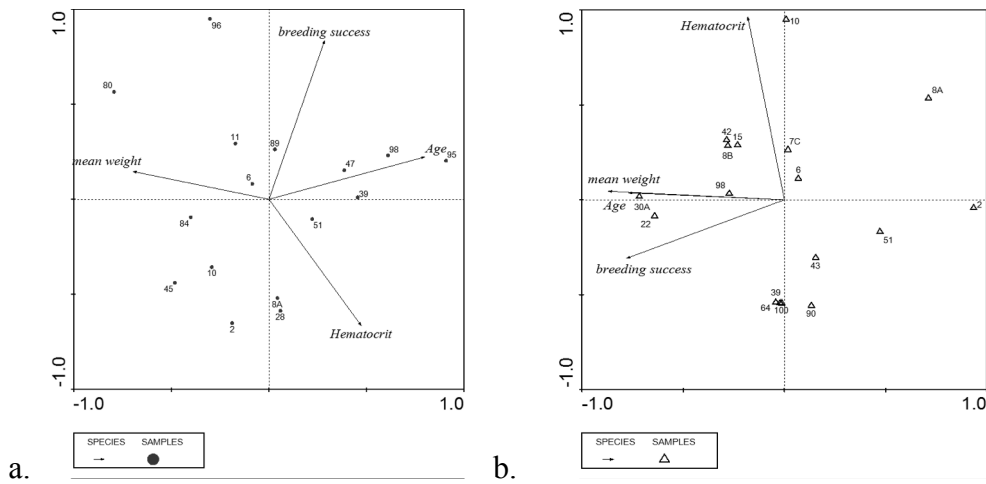 1.0
96
breeding success
80
11
89
98
Age
95
47
mean weight
6
39
84
51
10
45
8A
28
2
Hematocrit
-1.0
-1.0
1.0
SPECIES SAMPLES
a.
1.0
Hematocrit
10
8A
42
15
8B
7C
6
mean weight
98
30A
Age
22
2
51
breeding success
43
39
64
100
90
-1.0
-1.0
1.0
SPECIES SAMPLES
b.